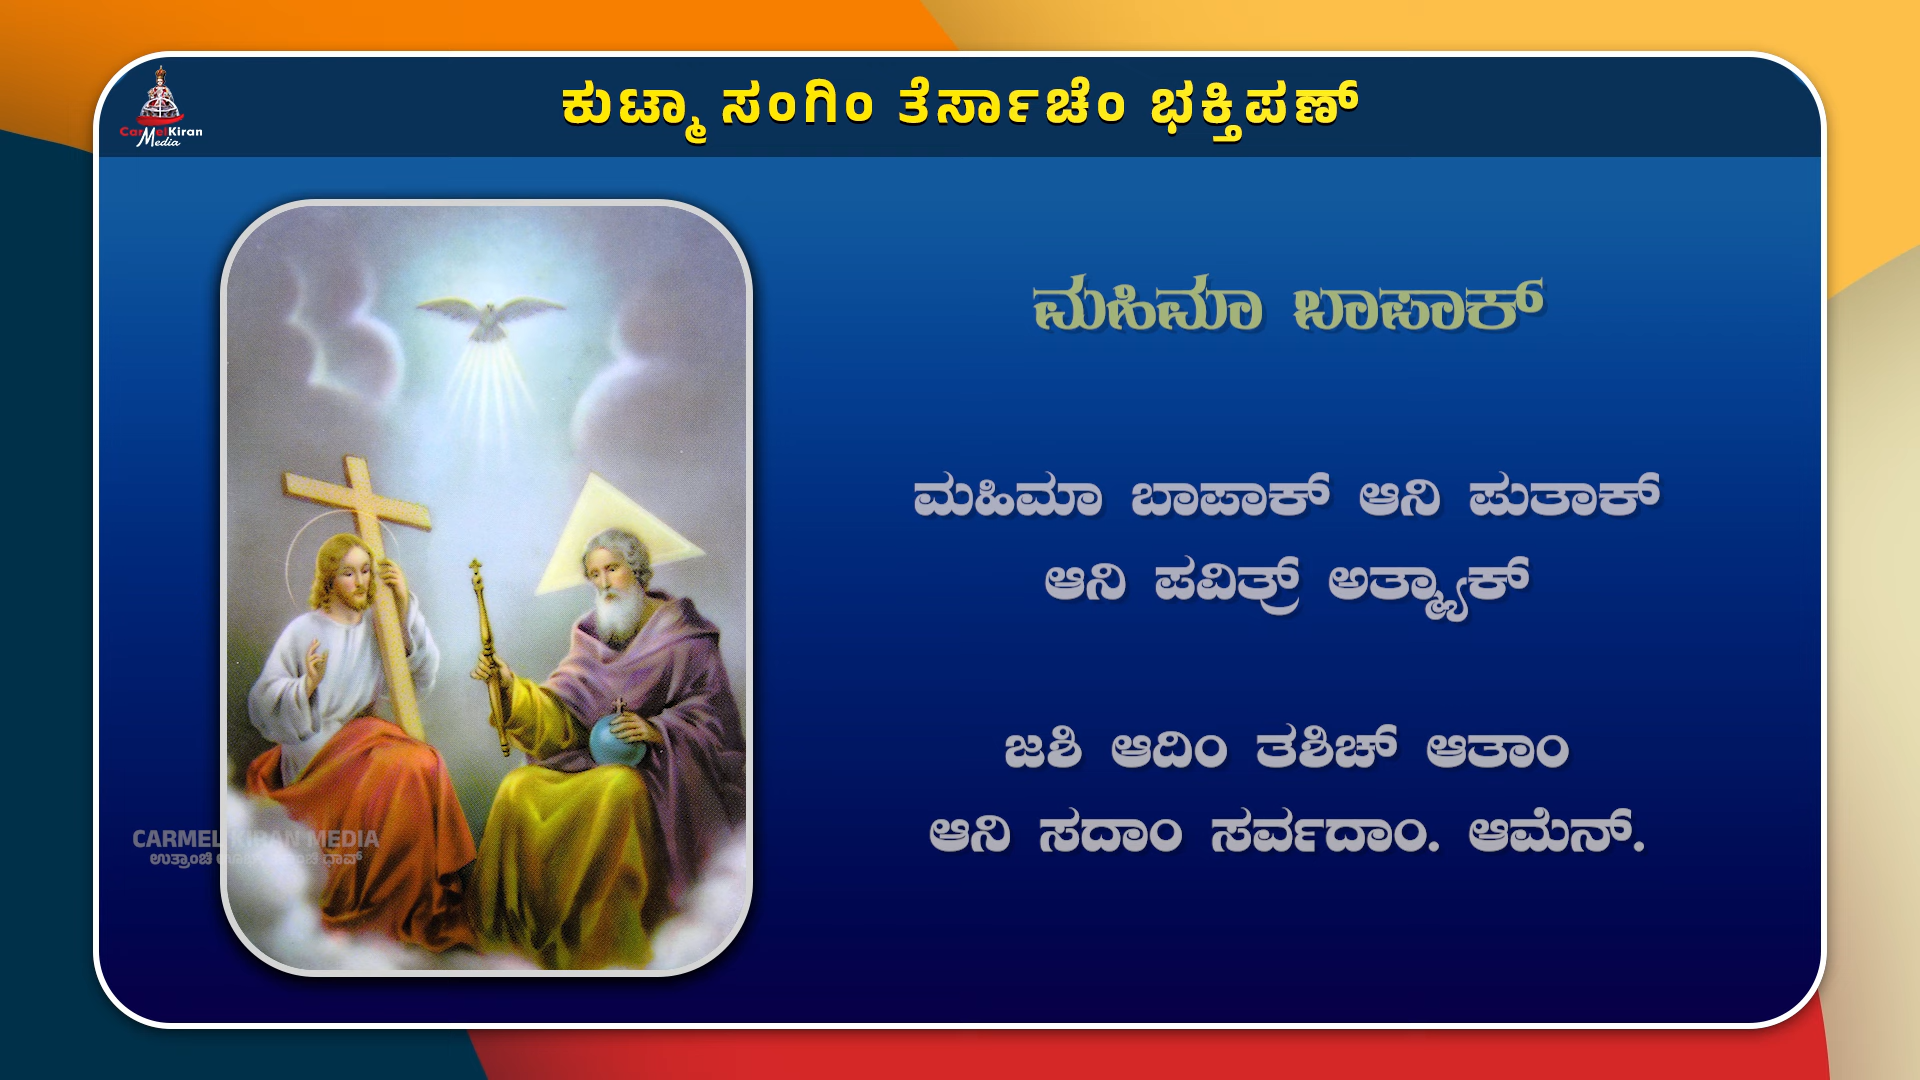 ಕುಟ್ಮಾ ಸಂಗಿಂ ತೆರ್ಸಾಚೆಂ ಭಕ್ತಿಪಣ್
CarmelKiran
Media
ಮಹಿಮಾ ಬಾಪಾಕ್
ಮಹಿಮಾ ಬಾಪಾಕ್ ಆನಿ ಪುತಾಕ್
ಆನಿ ಪವಿತ್ರ್ ಅತ್ಮ್ಯಾಕ್
ಜಶಿ ಆದಿಂ ತಶಿಚ್ ಆತಾಂ
ಆನಿ ಸದಾಂ ಸರ್ವದಾಂ. ಆಮೆನ್.
CARMEL KIRAN MEDIA